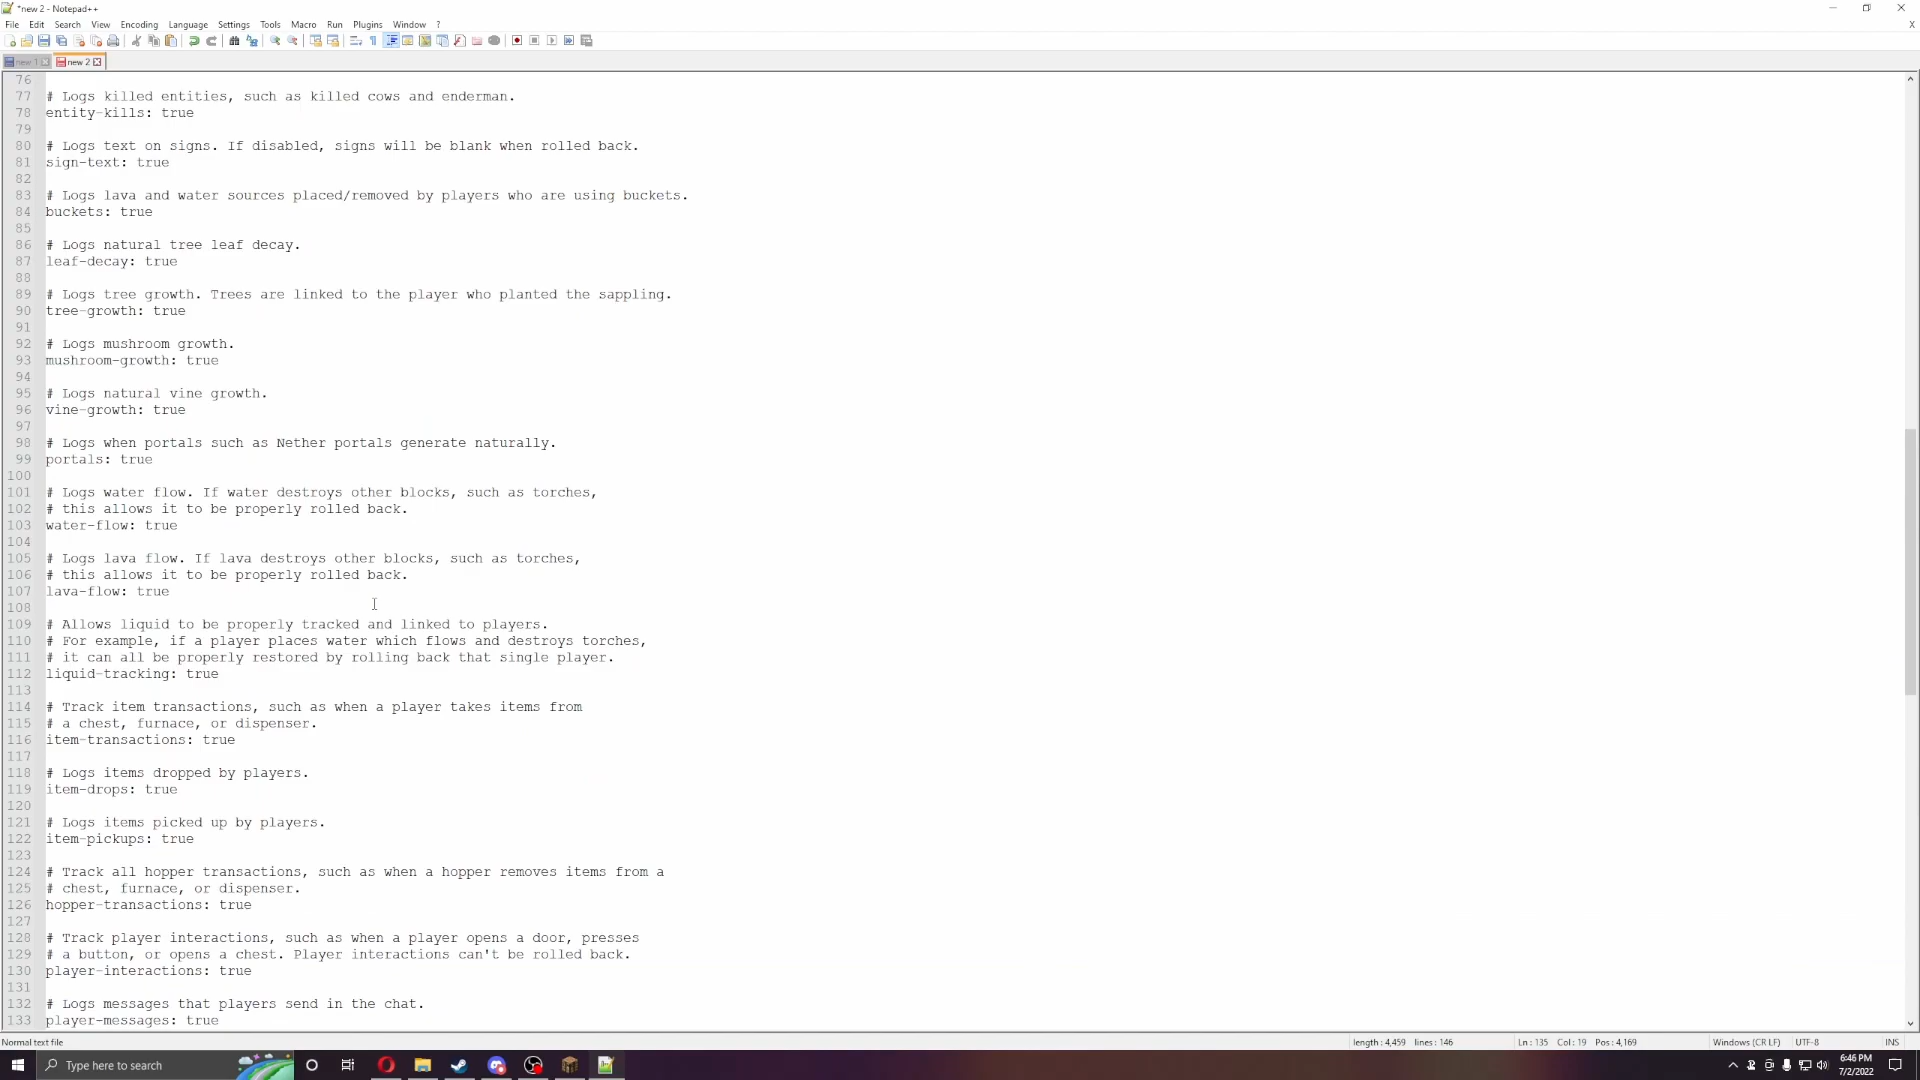 *new 2 - Notepad++
File Edit Search View Encoding Language Settings Tools Macro Run Plugins Window ?
new 1 new 2
76
77 # Logs killed entities, such as killed cows and enderman.
78 entity-kills: true
79
80 # Logs text on signs. If disabled, signs will be blank when rolled back.
81 sign-text: true
82
83 # Logs lava and water sources placed/removed by players who are using buckets.
84 buckets: true
85
86 # Logs natural tree leaf decay.
87 leaf-decay: true
88
89 # Logs tree growth. Trees are linked to the player who planted the sappling.
90 tree-growth: true
91
92 # Logs mushroom growth.
93 mushroom-growth: true
94
95 # Logs natural vine growth.
96 vine-growth: true
97
98 # Logs when portals such as Nether portals generate naturally.
99 portals: true
100
101 # Logs water flow. If water destroys other blocks, such as torches,
102 # this allows it to be properly rolled back.
103 water-flow: true
104
105 # Logs lava flow. If lava destroys other blocks, such as torches,
106 # this allows it to be properly rolled back.
107 lava-flow: true
108
109 # Allows liquid to be properly tracked and linked to players.
110 # For example, if a player places water which flows and destroys torches,
111 # it can all be properly restored by rolling back that single player.
112 liquid-tracking: true
113
114 # Track item transactions, such as when a player takes items from
115 # a chest, furnace, or dispenser.
116 item-transactions: true
117
118 # Logs items dropped by players.
119 item-drops: true
120
121 # Logs items picked up by players.
122 item-pickups: true
123
124 # Track all hopper transactions, such as when a hopper removes items from a
125 # chest, furnace, or dispenser.
126 hopper-transactions: true
127
128 # Track player interactions, such as when a player opens a door, presses
129 # a button, or opens a chest. Player interactions can't be rolled back.
130 player-interactions: true
131
132 # Logs messages that players send in the chat.
133 player-messages: true
Normal text file length : 4,459 lines : 146 Ln : 135 Col : 19 Pos : 4,169 Windows (CR LF) UTF-8 INS
Type here to search
6:46 PM
7/2/2022